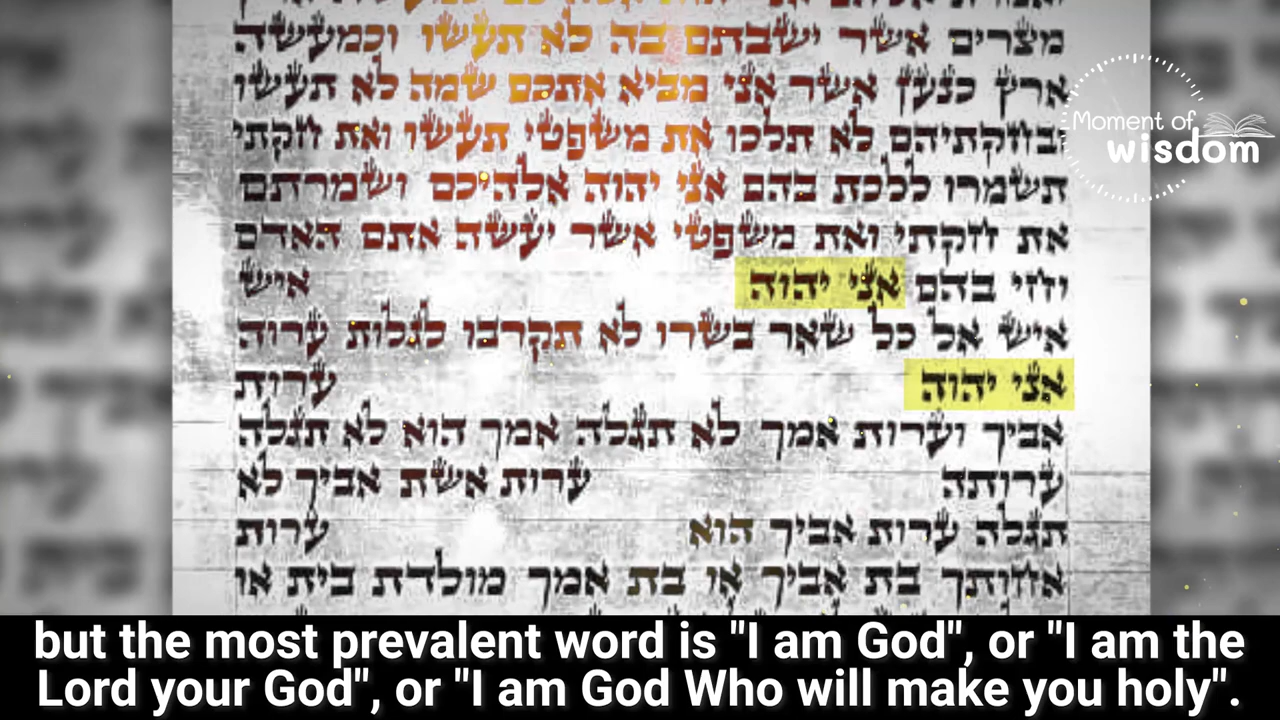 מצרים אשר ישבתם בה לא תעשו וכמעשה
ארץ כנען אשר אני מביא אתכם שמה לא תעשו
ובחקתיהם לא תלכו את משפטי תעשו ואת חקתי
תשמרו ללכת בהם אני יהוה אלהיכם ושמרתם
את חקתי ואת משפטי אשר יעשה אתם האדם
וחי בהם אני יהוה איש
איש אל כל שאר בשרו לא תקרבו לגלות ערוה
אני יהוה ערות
אביך וערות אמך לא תגלה אמך הוא לא תגלה
ערותה ערות אשת אביך לא
תגלה ערות אביך הוא ערות
אחותך בת אביך או בת אמך מולדת בית או
Moment of
wisdom
but the most prevalent word is "I am God", or "I am the
Lord your God", or "I am God Who will make you holy".